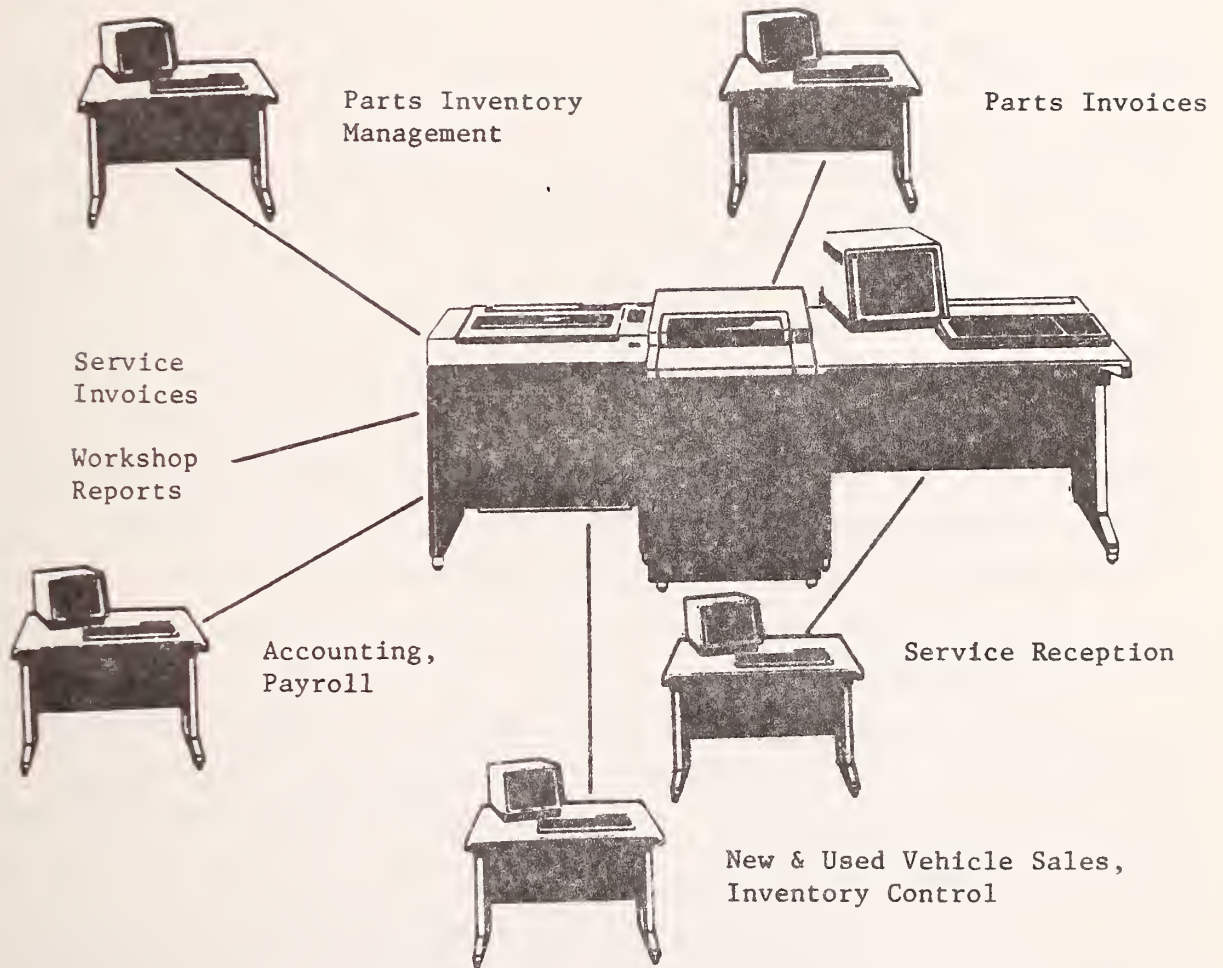 Parts Inventory
Management
Parts Invoices
Service
Invoices
Workshop
Reports
Accounting,
Payroll
Service Reception
New & Used Vehicle Sales,
Inventory Control